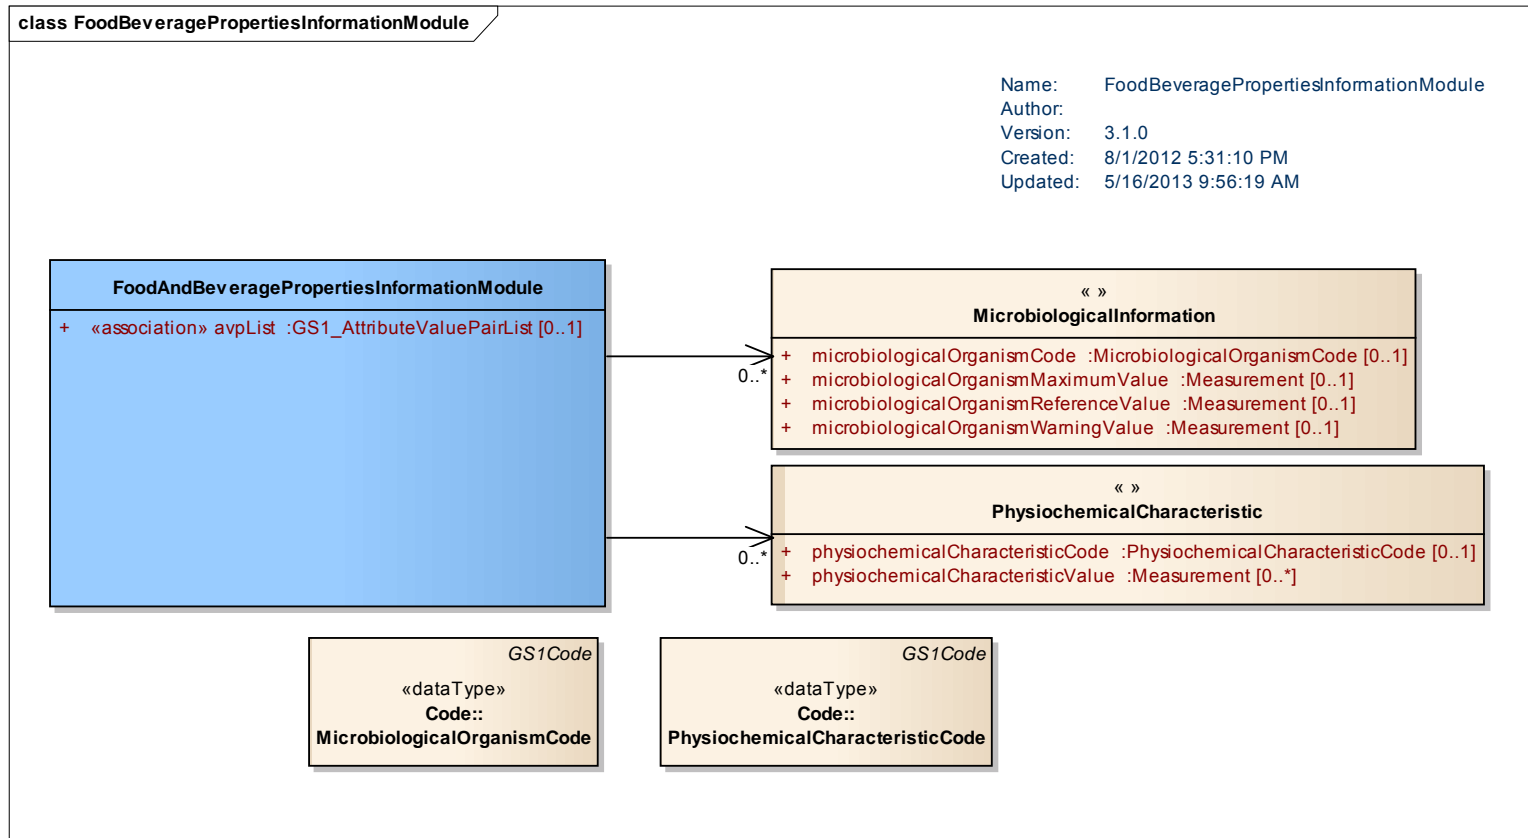 class FoodBeveragePropertiesInformationModule
Name: FoodBeveragePropertiesInformationModule
Author:
Version: 3.1.0
Created: 8/1/2012 5:31:10 PM
Updated: 5/16/2013 9:56:19 AM
FoodAndBeveragePropertiesInformationModule
+ «association» avpList :GS1_AttributeValuePairList [0..1]
« »
MicrobiologicalInformation
+ microbiologicalOrganismCode :MicrobiologicalOrganismCode [0..1]
+ microbiologicalOrganismMaximumValue :Measurement [0..1]
+ microbiologicalOrganismReferenceValue :Measurement [0..1]
+ microbiologicalOrganismWarningValue :Measurement [0..1]
0..*
« »
PhysiochemicalCharacteristic
+ physiochemicalCharacteristicCode :PhysiochemicalCharacteristicCode [0..1]
+ physiochemicalCharacteristicValue :Measurement [0..*]
0..*
GS1Code
«dataType»
Code::
MicrobiologicalOrganismCode
GS1Code
«dataType»
Code::
PhysiochemicalCharacteristicCode